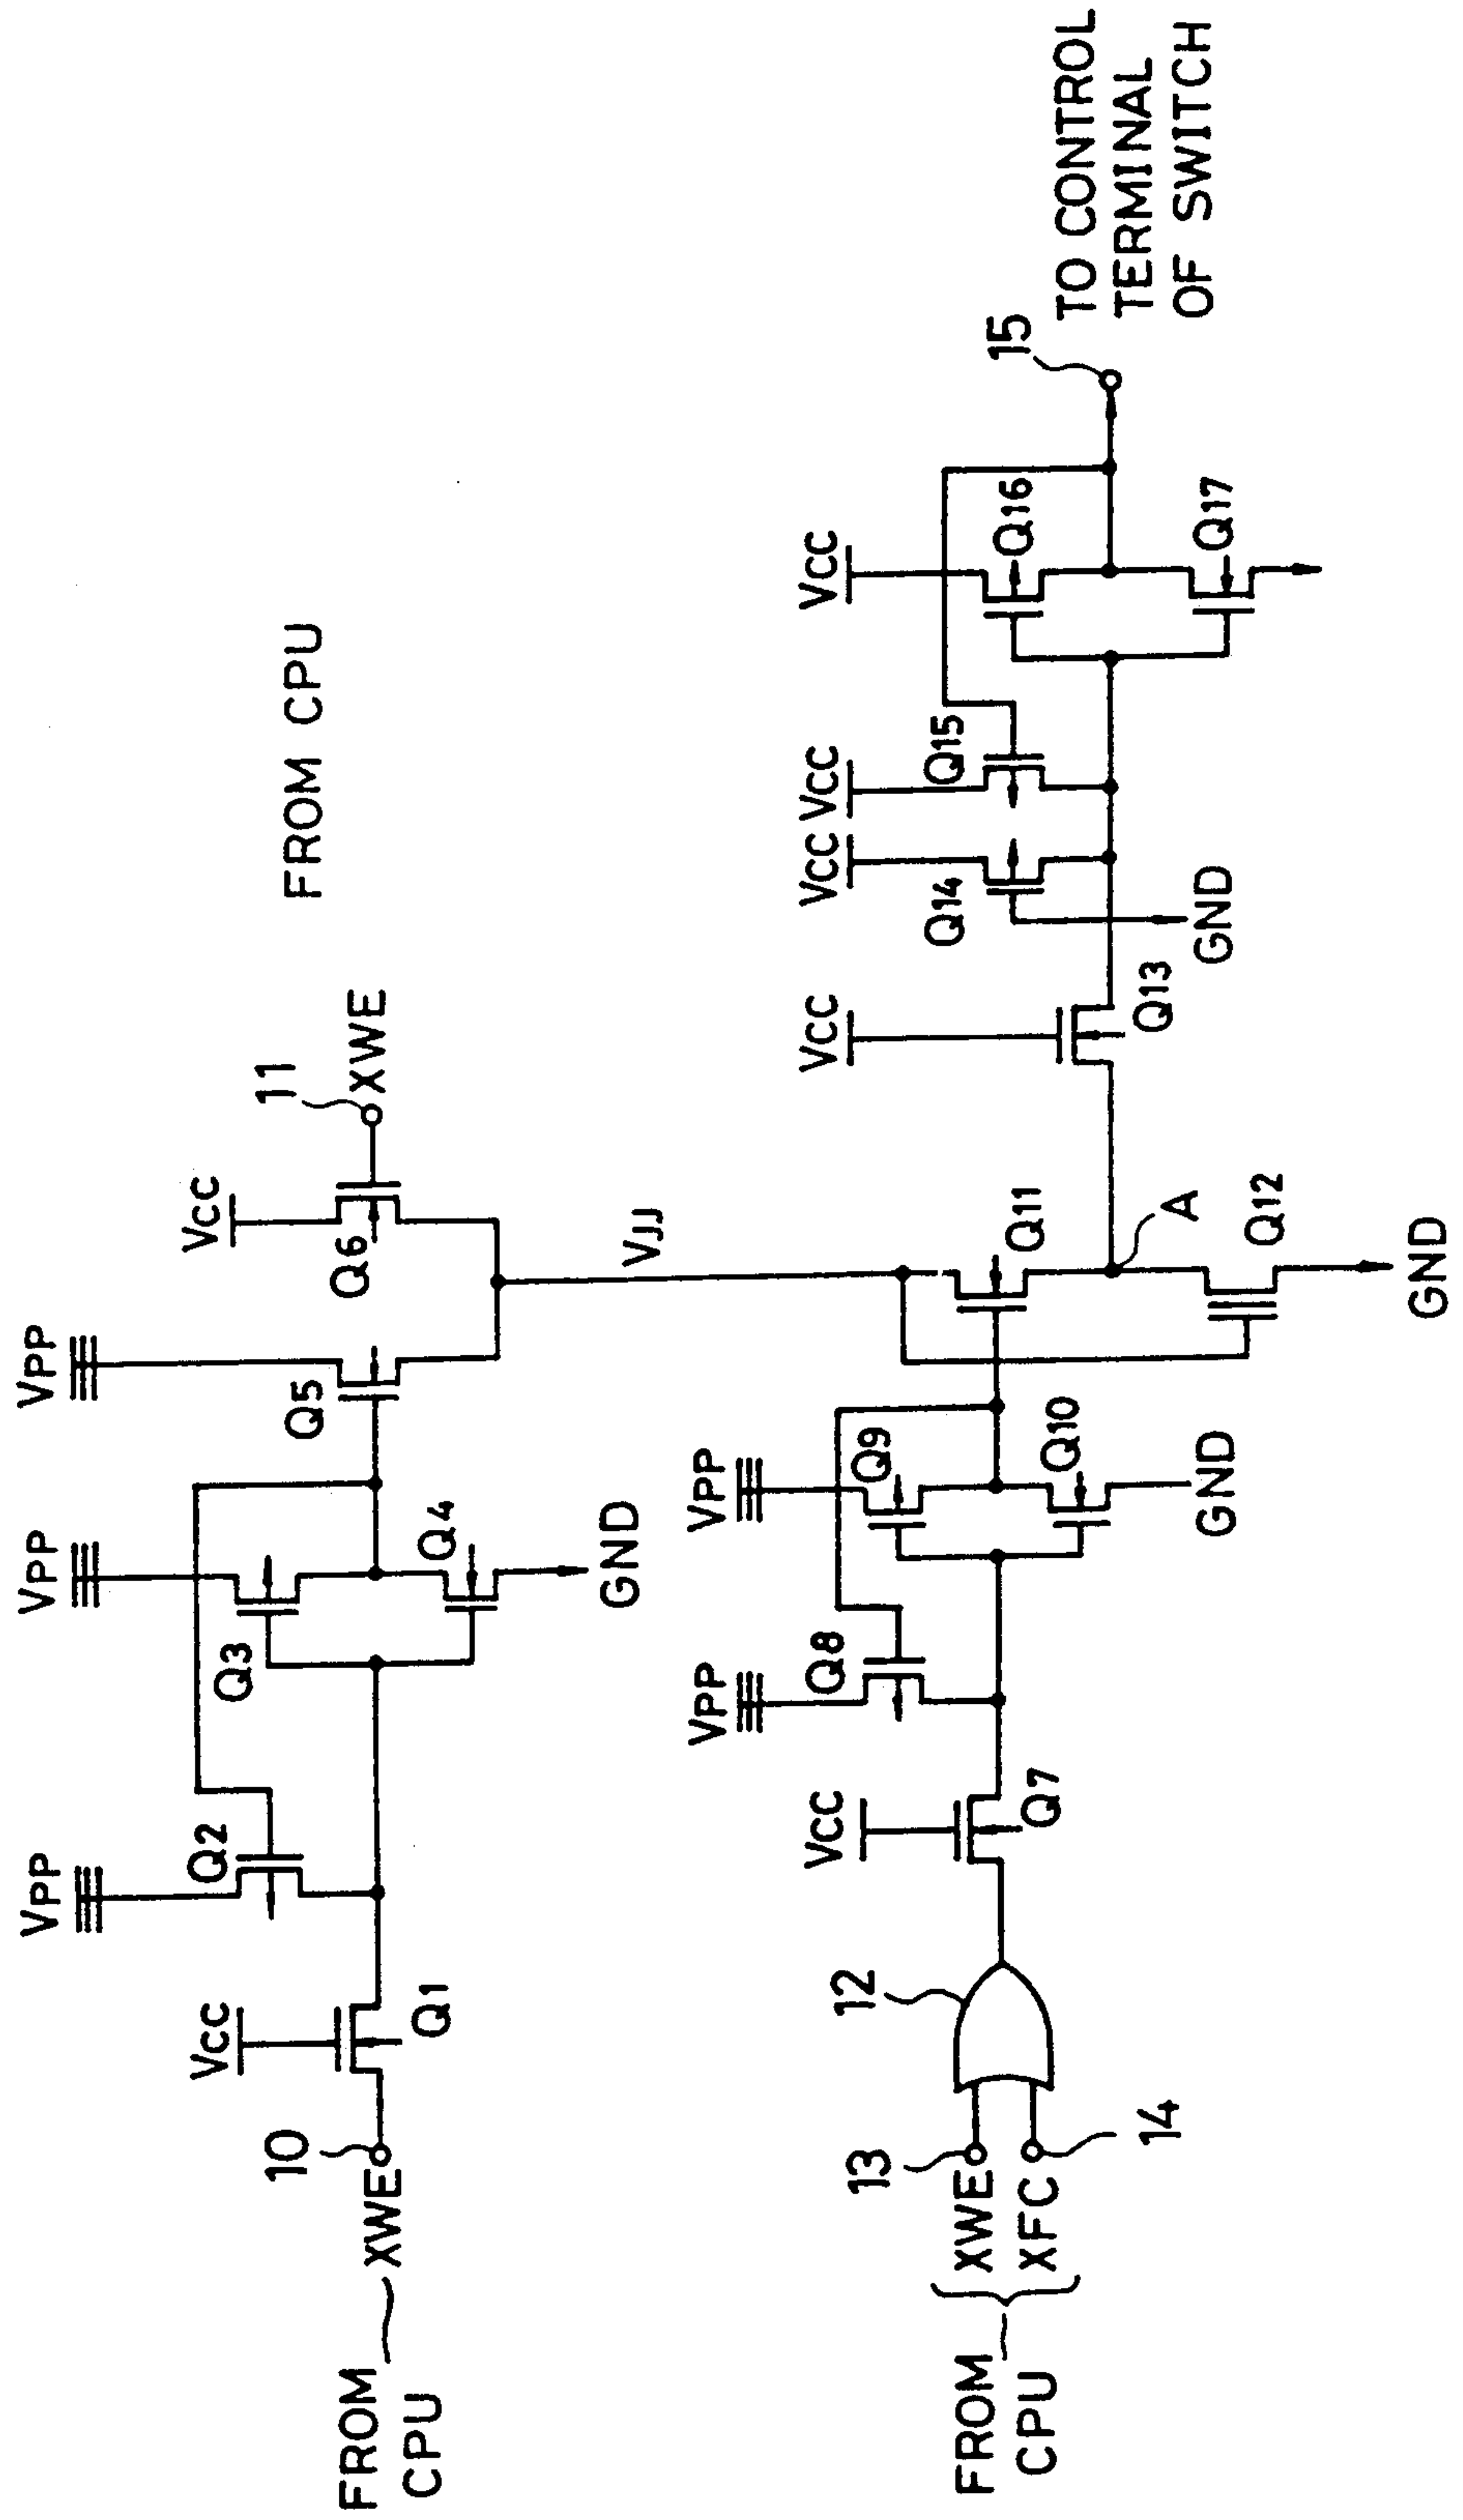 FROM CPU
VPP
VPP
VPP
VCC
VCC
10
Q2
Q3
Q4
Q5
Q6
11
XWE
FROM
CPU
XWE
Q1
GND
VJJ
VPP
VPP
VCC
12
13
XWE
XFC
14
FROM
CPU
Q7
Q8
Q9
Q10
GND
Q11
A
Q12
GND
VCC
Q13
VCC
VCC
Q14
Q15
GND
VCC
Q16
Q17
15
TO CONTROL
TERMINAL
OF SWITCH